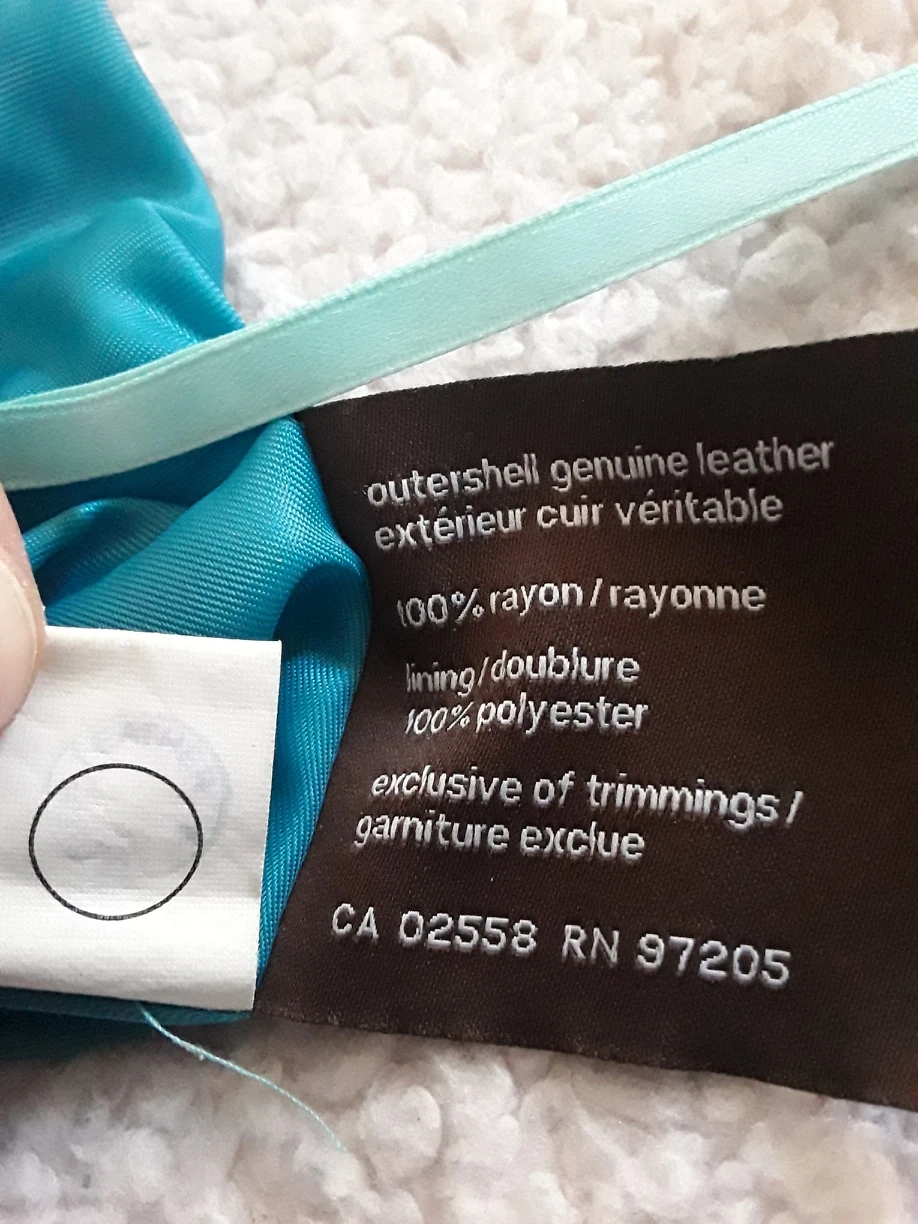 outershell genuine leather
extérieur cuir véritable
100% rayon / rayonne
lining/doublure
100% polyester
exclusive of trimmings /
garniture exclue
CA 02558 RN 97205